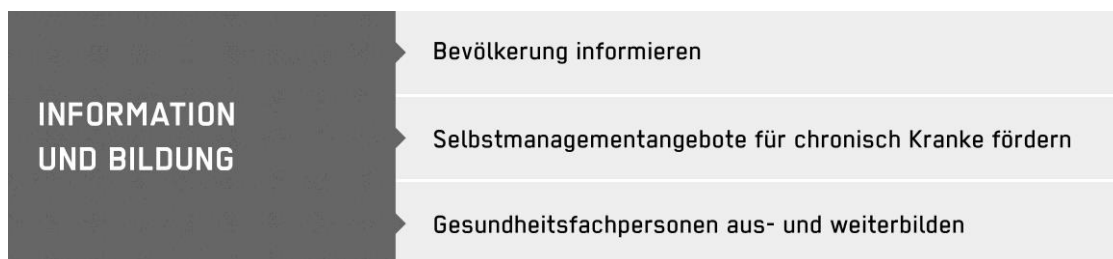 INFORMATION
UND BILDUNG
Bevölkerung informieren
Selbstmanagementangebote für chronisch Kranke fördern
Gesundheitsfachpersonen aus- und weiterbilden